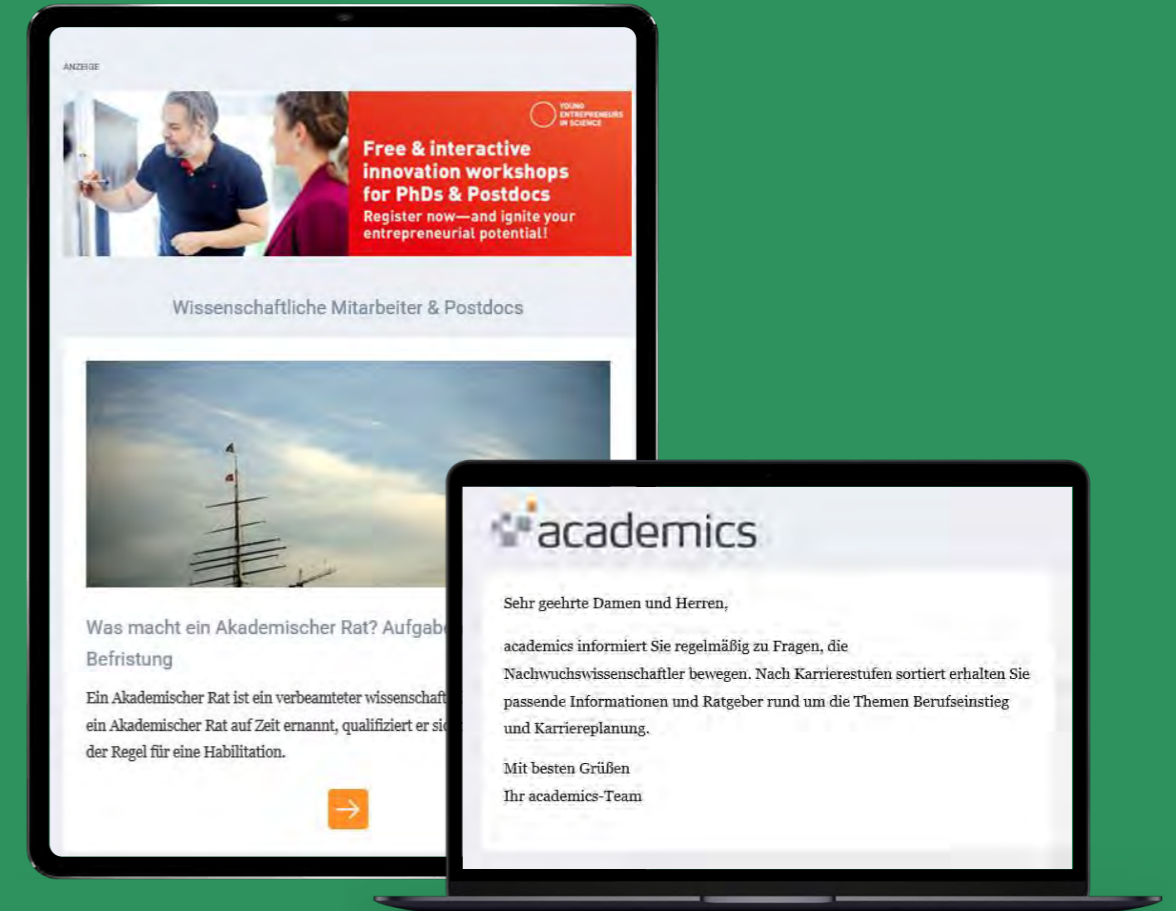 ANZEIGE
YOUNG
ENTREPRENEURS
IN SCIENCE
Free & interactive
innovation workshops
for PhDs & Postdocs
Register now—and ignite your
entrepreneurial potential!
Wissenschaftliche Mitarbeiter & Postdocs
Was macht ein Akademischer Rat? Aufgab
Befristung
Ein Akademischer Rat ist ein verbeamteter wissenschaft
ein Akademischer Rat auf Zeit ernannt, qualifiziert er sic
der Regel für eine Habilitation.
academics
Sehr geehrte Damen und Herren,
academics informiert Sie regelmäßig zu Fragen, die
Nachwuchswissenschaftler bewegen. Nach Karrierestufen sortiert erhalten Sie
passende Informationen und Ratgeber rund um die Themen Berufseinstieg
und Karriereplanung.
Mit besten Grüßen
Ihr academics-Team